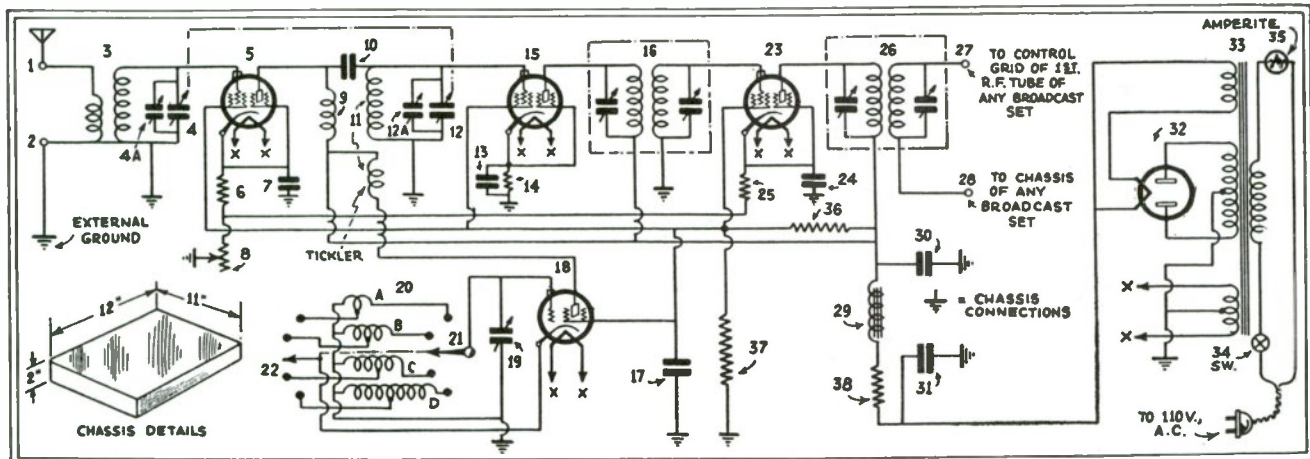 AMPERITE
35
3
5
10
15
16
23
26
27
33
TO CONTROL
GRID OF 1ST.
R.F. TUBE OF
ANY BROADCAST
SET
1
9
12A
12
4
4A
11
32
2
13
14
6
7
25
24
28
TO CHASSIS
OF ANY
BROADCAST
SET
X X
X X
X X
36
EXTERNAL
GROUND
8
TICKLER
30
= CHASSIS
CONNECTIONS
18
A
20
B
21
22
C
D
19
17
37
29
31
38
X
X
34
SW.
X X
12"
11"
2"
CHASSIS DETAILS
TO 110 V.,
A.C.